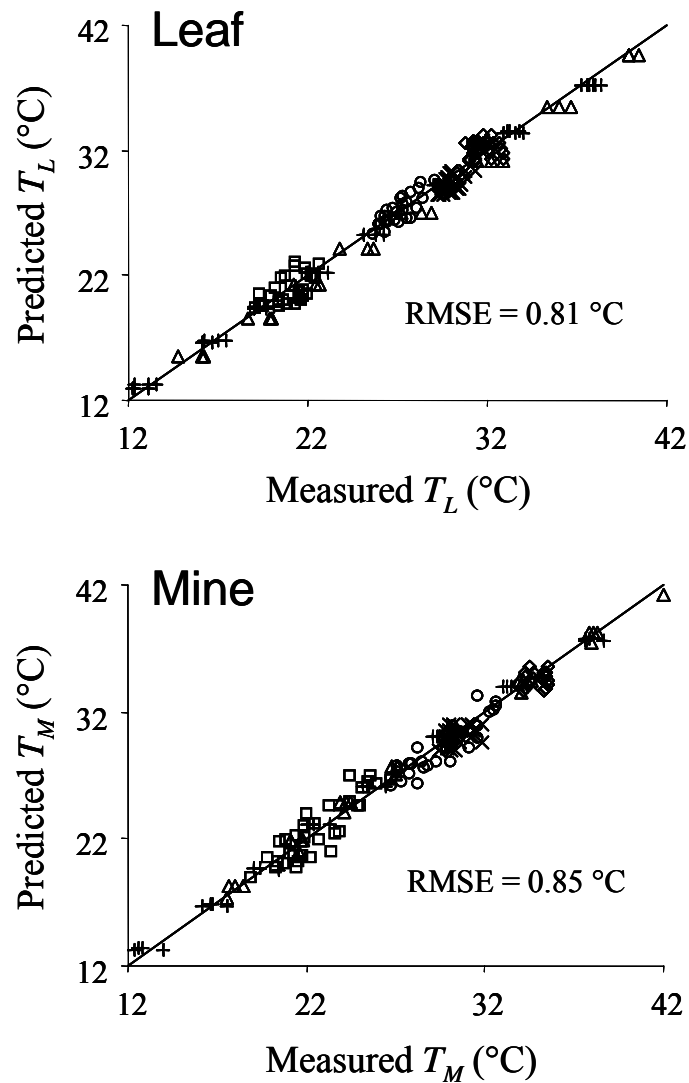 Leaf
42
32
22
12
Predicted T_L (°C)
RMSE = 0.81 °C
12 22 32 42
Measured T_L (°C)
Mine
42
32
22
12
Predicted T_M (°C)
RMSE = 0.85 °C
12 22 32 42
Measured T_M (°C)